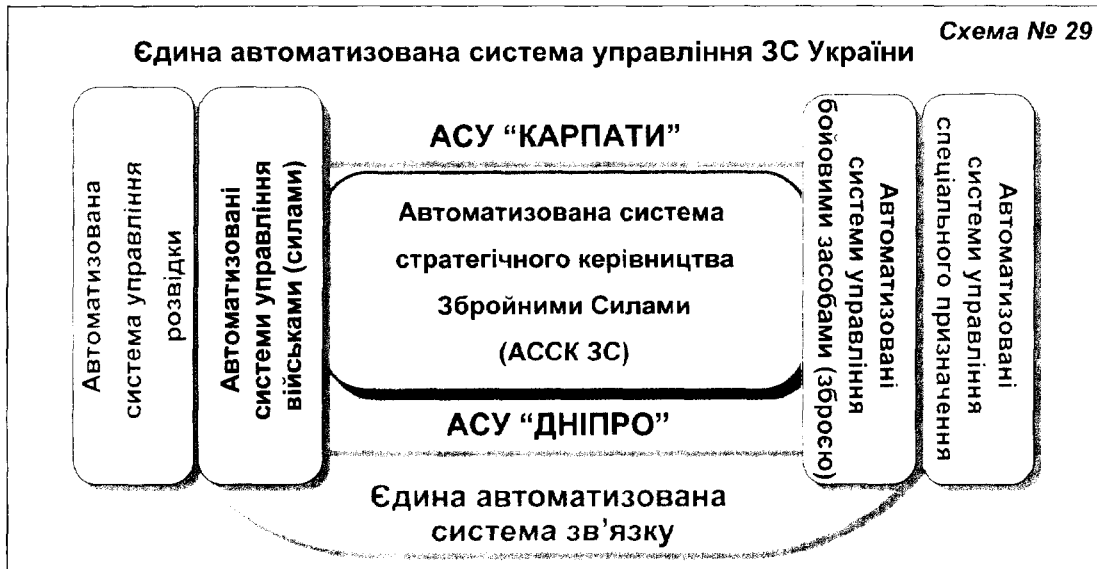 Схема № 29
Єдина автоматизована система управління ЗС України
Автоматизована
система управління
розвідки
Автоматизовані
системи управління
військами (силами)
АСУ “КАРПАТИ”
Автоматизована система
стратегічного керівництва
Збройними Силами
(АССК ЗС)
АСУ “ДНІПРО”
Єдина автоматизована
система зв’язку
Автоматизовані
системи управління
бойовими засобами (зброєю)
Автоматизовані
системи управління
спеціального призначення